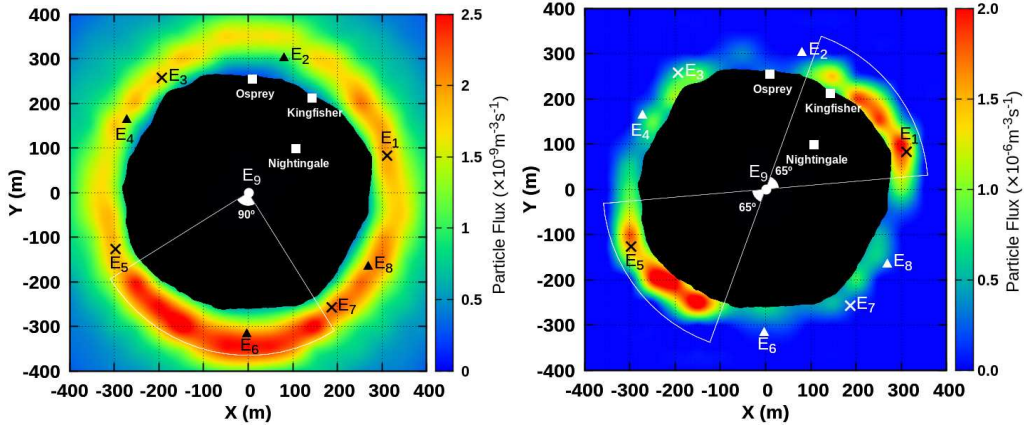 400
300
200
100
0
-100
-200
-300
-400
Y (m)
-400 -300 -200 -100 0 100 200 300 400
X (m)
E2
E3
Osprey
Kingfisher
E4
E1
Nightingale
E9
90º
E5
E8
E7
E6
2.5
2
1.5
1
0.5
0
Particle Flux (×10-9m-3s-1)
400
300
200
100
0
-100
-200
-300
-400
Y (m)
-400 -300 -200 -100 0 100 200 300 400
X (m)
E2
E3
Osprey
Kingfisher
E4
E1
Nightingale
E9
65º
65º
E5
E8
E7
E6
2.0
1.5
1.0
0.5
0.0
Particle Flux (×10-6m-3s-1)